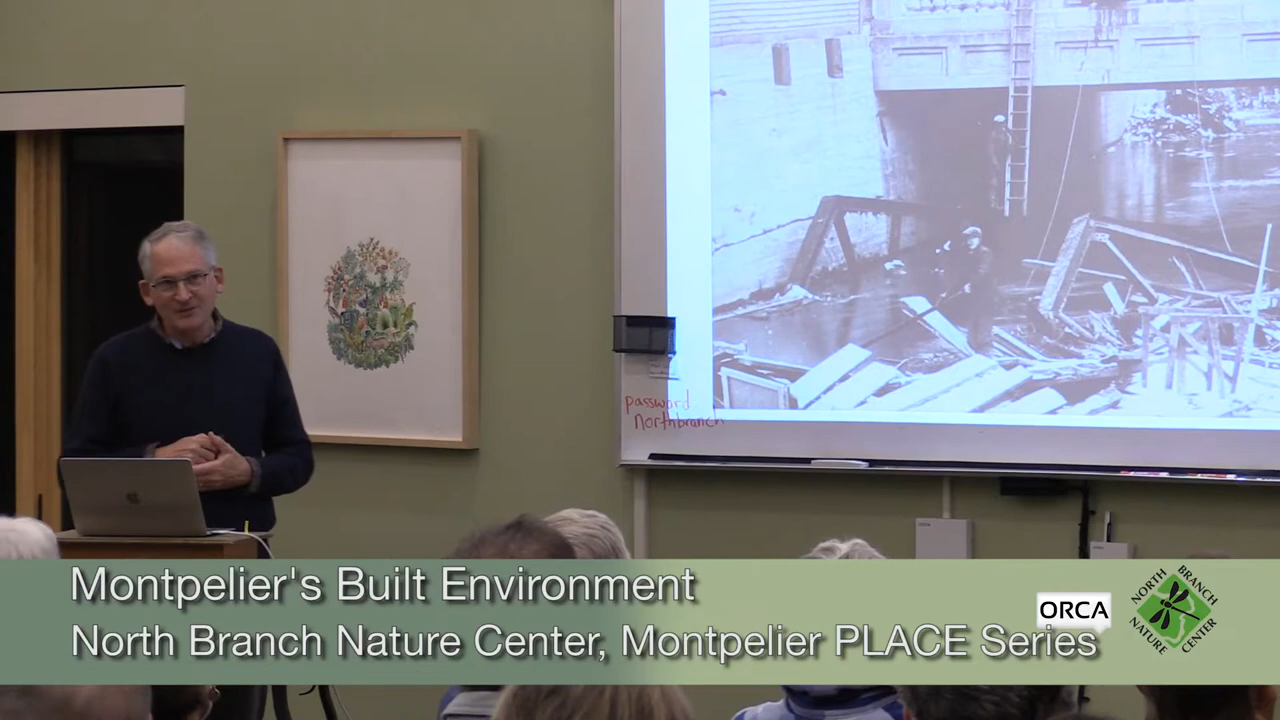 password
northbranch
Montpelier's Built Environment
North Branch Nature Center, Montpelier PLACE Series
ORCA
NORTH BRANCH
NATURE CENTER